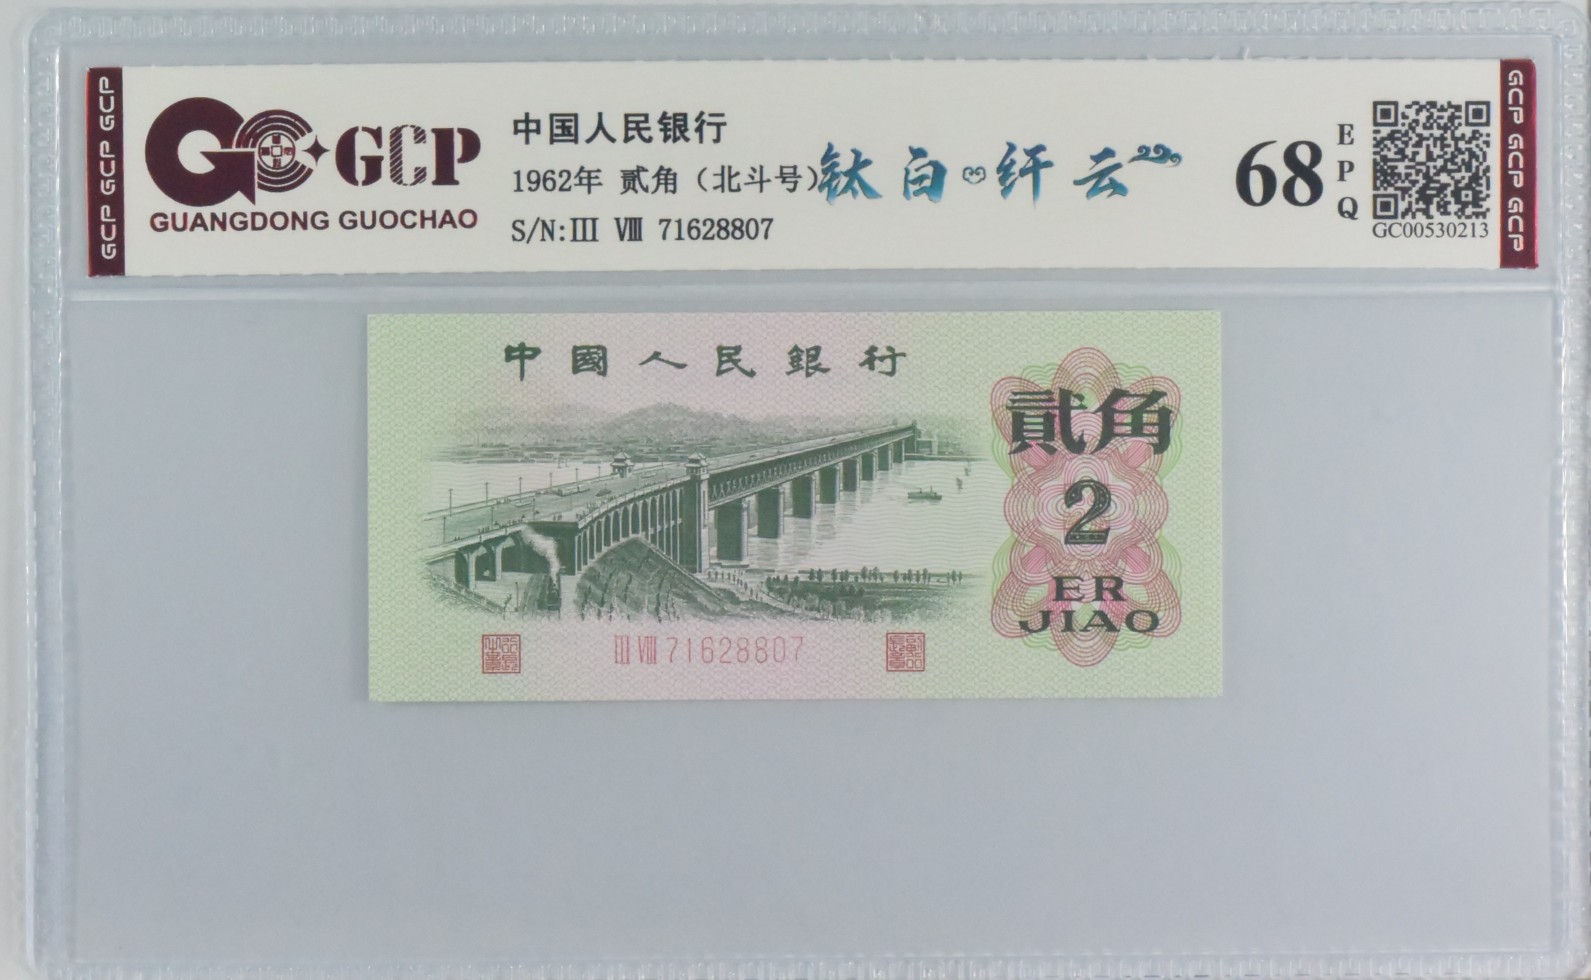 GCP GCP GCP
GCP
GUANGDONG GUOCHAO
中国人民银行
1962年 贰角（北斗号）
钛白 纤云
S/N:III VIII 71628807
68
EPQ
GC00530213
GCP GCP GCP
中國人民銀行
貳角
2
ER
JIAO
III VIII 71628807